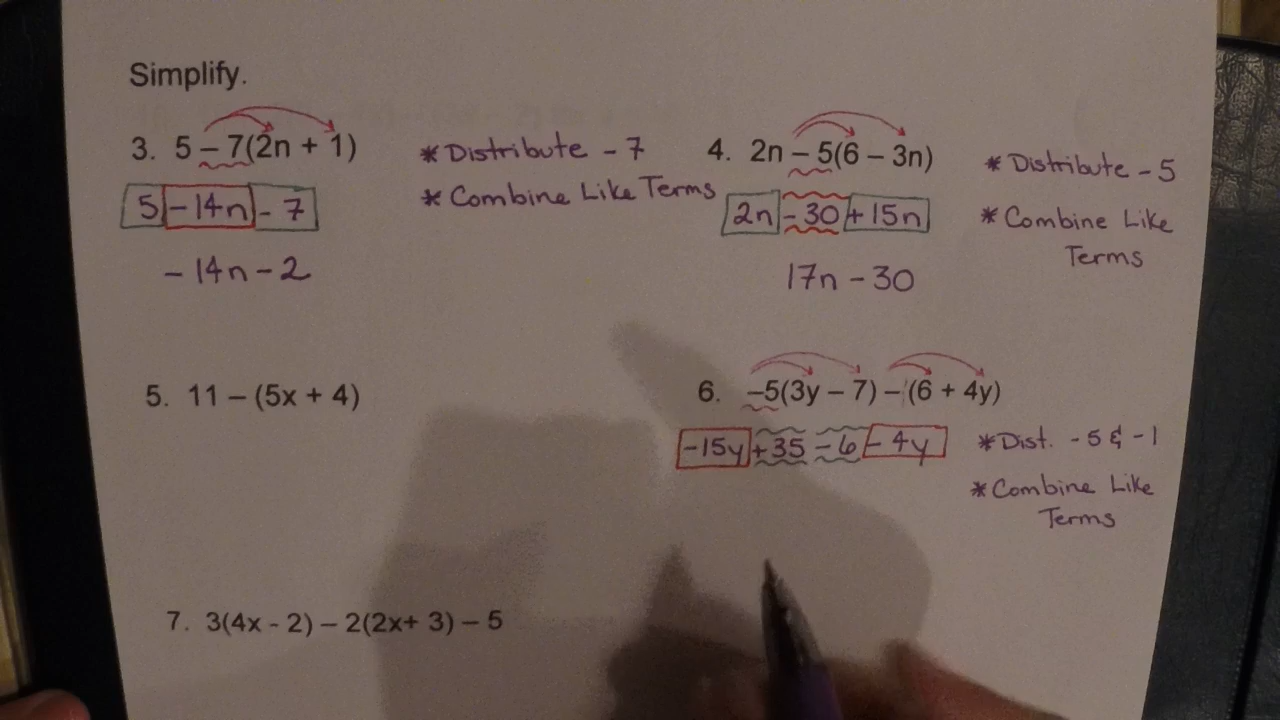 Simplify.
3. 5 – 7(2n + 1)
* Distribute - 7
* Combine Like Terms
5 - 14n - 7
- 14n - 2
4. 2n – 5(6 – 3n)
* Distribute - 5
* Combine Like
Terms
2n - 30 + 15n
17n - 30
5. 11 – (5x + 4)
6. –5(3y – 7) – (6 + 4y)
-15y + 35 - 6 - 4y
* Dist. - 5 & - 1
* Combine Like
Terms
7. 3(4x - 2) – 2(2x+ 3) – 5